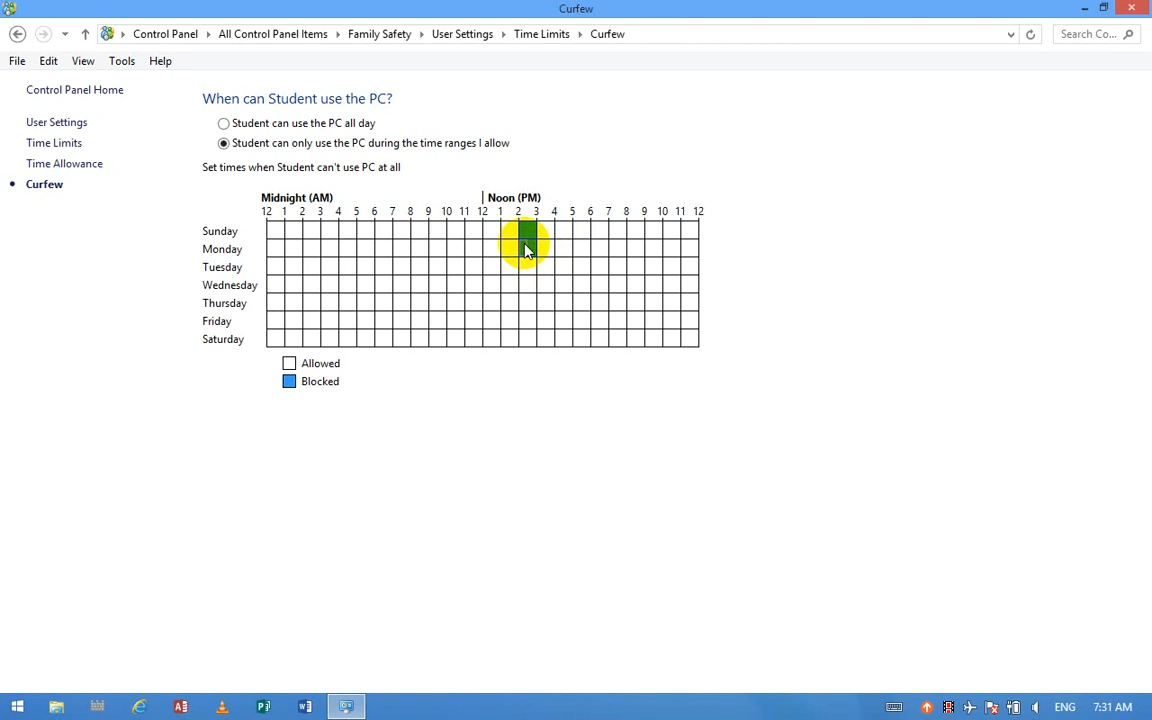 Curfew
Control Panel All Control Panel Items Family Safety User Settings Time Limits Curfew
Search Co...
File Edit View Tools Help
Control Panel Home
User Settings
Time Limits
Time Allowance
Curfew
When can Student use the PC?
Student can use the PC all day
Student can only use the PC during the time ranges I allow
Set times when Student can't use PC at all
Midnight (AM) Noon (PM)
12 1 2 3 4 5 6 7 8 9 10 11 12 1 2 3 4 5 6 7 8 9 10 11 12
Sunday
Monday
Tuesday
Wednesday
Thursday
Friday
Saturday
Allowed
Blocked
ENG 7:31 AM